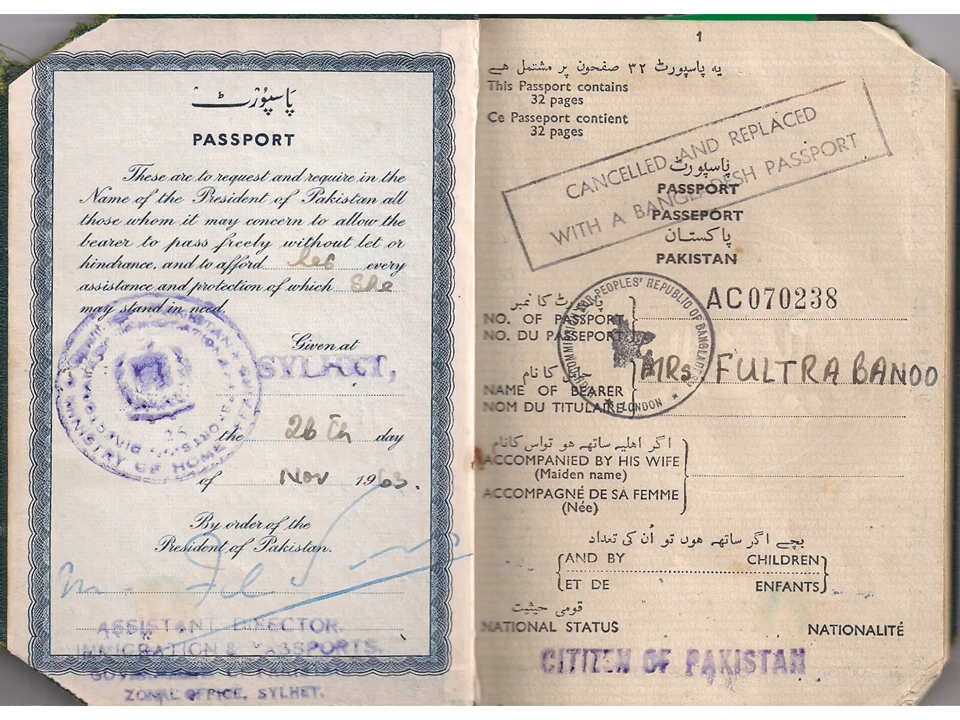 پاسپورٹ
PASSPORT
These are to request and require in the
Name of the President of Pakistan all
those whom it may concern to allow the
bearer to pass freely without let or
hindrance, and to afford her every
assistance and protection of which She
may stand in need.
Given at
SYLHET,
the 26 th day
of Nov 1963.
By order of the
President of Pakistan.
ASSISTANT DIRECTOR
IMMIGRATION & PASSPORTS,
ZONAL OFFICE, SYLHET.
MINISTRY OF HOME
1
یہ پاسپورٹ ۳۲ صفحوں پر مشتمل ہے
This Passport contains
32 pages
Ce Passeport contient
32 pages
CANCELLED AND REPLACED
WITH A BANGLADESH PASSPORT
پاسپورٹ
PASSPORT
PASSEPORT
پاکستان
PAKISTAN
پاسپورٹ کا نمبر
NO. OF PASSPORT
NO. DU PASSEPORT
AC070238
PEOPLES' REPUBLIC OF BANGLADESH
LONDON
حامل کا نام
NAME OF BEARER
NOM DU TITULAIRE
MRS FULTRA BANOO
اگر اہلیہ ساتھ ہو تو اس کا نام
ACCOMPANIED BY HIS WIFE
(Maiden name)
ACCOMPAGNÉ DE SA FEMME
(Née)
بچے اگر ساتھ ہوں تو اُن کی تعداد
AND BY CHILDREN
ET DE ENFANTS
قومی حیثیت
NATIONAL STATUS NATIONALITÉ
CITIZEN OF PAKISTAN